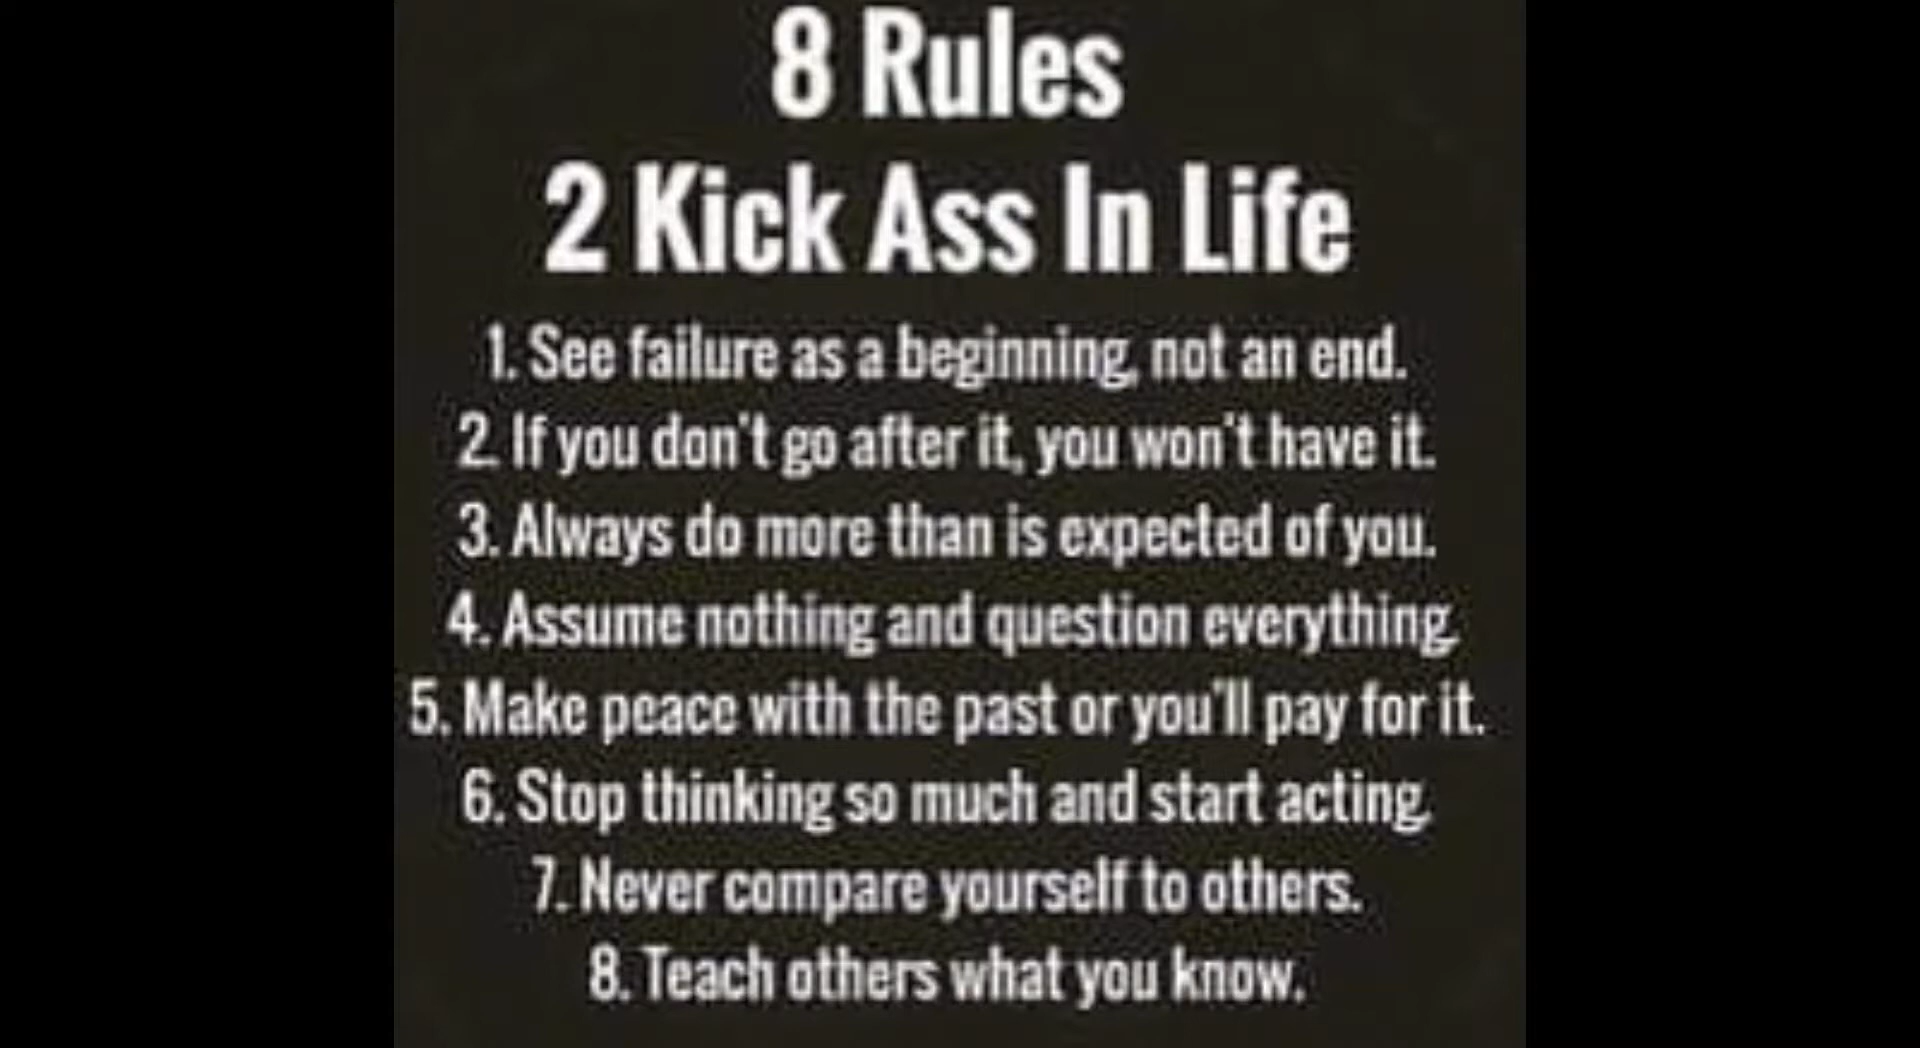 8 Rules
2 Kick Ass In Life
1. See failure as a beginning, not an end.
2. If you don't go after it, you won't have it.
3. Always do more than is expected of you.
4. Assume nothing and question everything.
5. Make peace with the past or you'll pay for it.
6. Stop thinking so much and start acting.
7. Never compare yourself to others.
8. Teach others what you know.